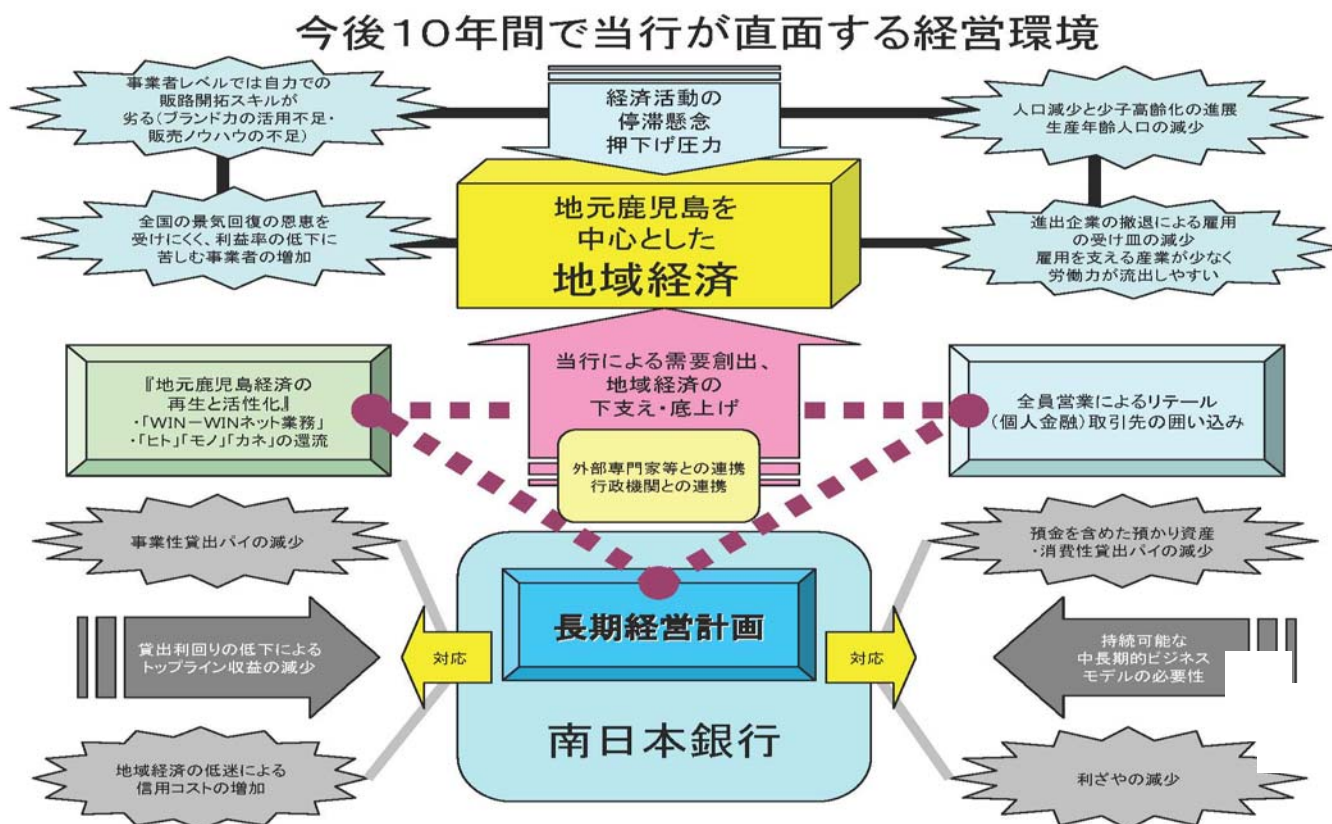 今後10年間で当行が直面する経営環境
事業者レベルでは自力での
販路開拓スキルが
劣る(ブランド力の活用不足・
販売ノウハウの不足)
経済活動の
停滞懸念
押下げ圧力
人口減少と少子高齢化の進展
生産年齢人口の減少
全国の景気回復の恩恵を
受けにくく、利益率の低下に
苦しむ事業者の増加
地元鹿児島を
中心とした
地域経済
進出企業の撤退による雇用
の受け皿の減少
雇用を支える産業が少なく
労働力が流出しやすい
『地元鹿児島経済の
再生と活性化』
・「WIN-WINネット業務」
・「ヒト」「モノ」「カネ」の還流
当行による需要創出、
地域経済の
下支え・底上げ
全員営業によるリテール
(個人金融)取引先の囲い込み
外部専門家等との連携
行政機関との連携
事業性貸出パイの減少
預金を含めた預かり資産
・消費性貸出パイの減少
貸出利回りの低下による
トップライン収益の減少
対応
長期経営計画
対応
持続可能な
中長期的ビジネス
モデルの必要性
南日本銀行
地域経済の低迷による
信用コストの増加
利ざやの減少